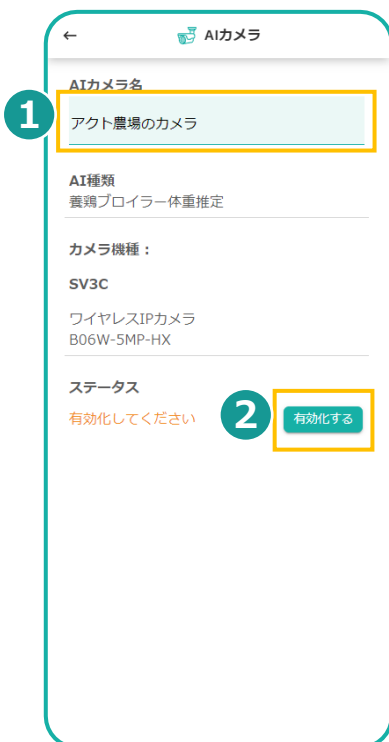 ← AIカメラ
AIカメラ名
1
アクト農場のカメラ
AI種類
養鶏ブロイラー体重推定
カメラ機種：
SV3C
ワイヤレスIPカメラ
B06W-5MP-HX
ステータス
有効化してください 2 有効化する